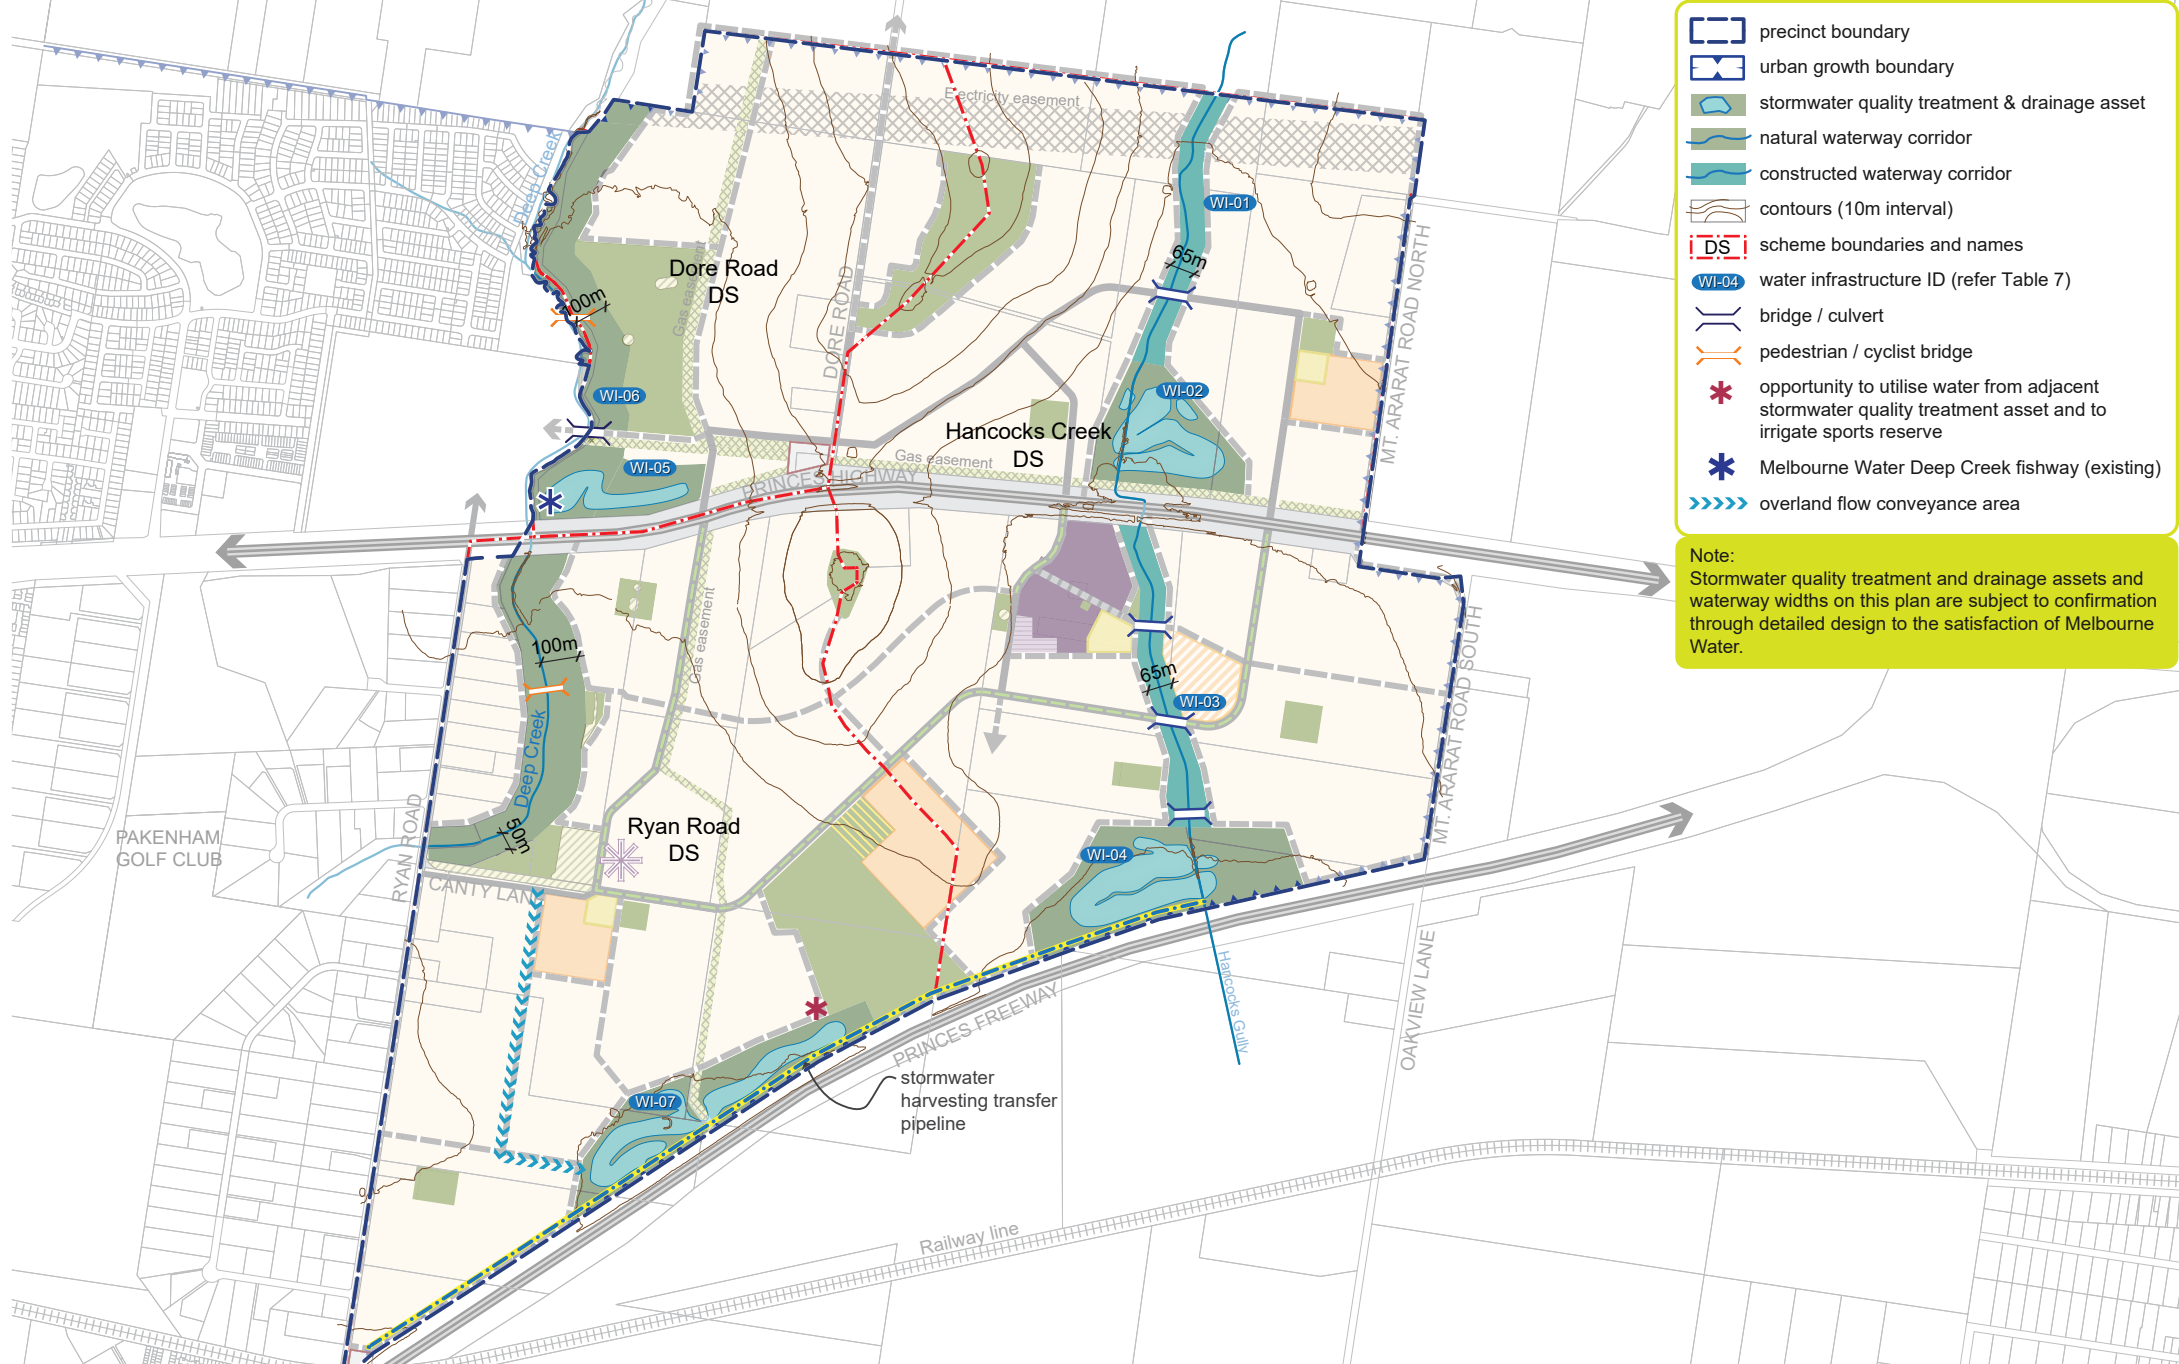 precinct boundary
urban growth boundary
stormwater quality treatment & drainage asset
natural waterway corridor
constructed waterway corridor
contours (10m interval)
DS scheme boundaries and names
WI-04 water infrastructure ID (refer Table 7)
bridge / culvert
pedestrian / cyclist bridge
opportunity to utilise water from adjacent
stormwater quality treatment asset and to
irrigate sports reserve
Melbourne Water Deep Creek fishway (existing)
overland flow conveyance area
Note:
Stormwater quality treatment and drainage assets and
waterway widths on this plan are subject to confirmation
through detailed design to the satisfaction of Melbourne
Water.
Electricity easement
Deep Creek
WI-01
65m
Dore Road
DS
Gas easement
DORE ROAD
MT. ARARAT ROAD NORTH
WI-06
WI-02
Hancocks Creek
DS
Gas easement
WI-05
PRINCES HIGHWAY
Gas easement
100m
65m
WI-03
MT. ARARAT ROAD SOUTH
Deep Creek
50m
Ryan Road
DS
PAKENHAM
GOLF CLUB
RYAN ROAD
CANTY LANE
WI-04
Hancocks Gully
OAKVIEW LANE
PRINCES FREEWAY
WI-07
stormwater
harvesting transfer
pipeline
Railway line